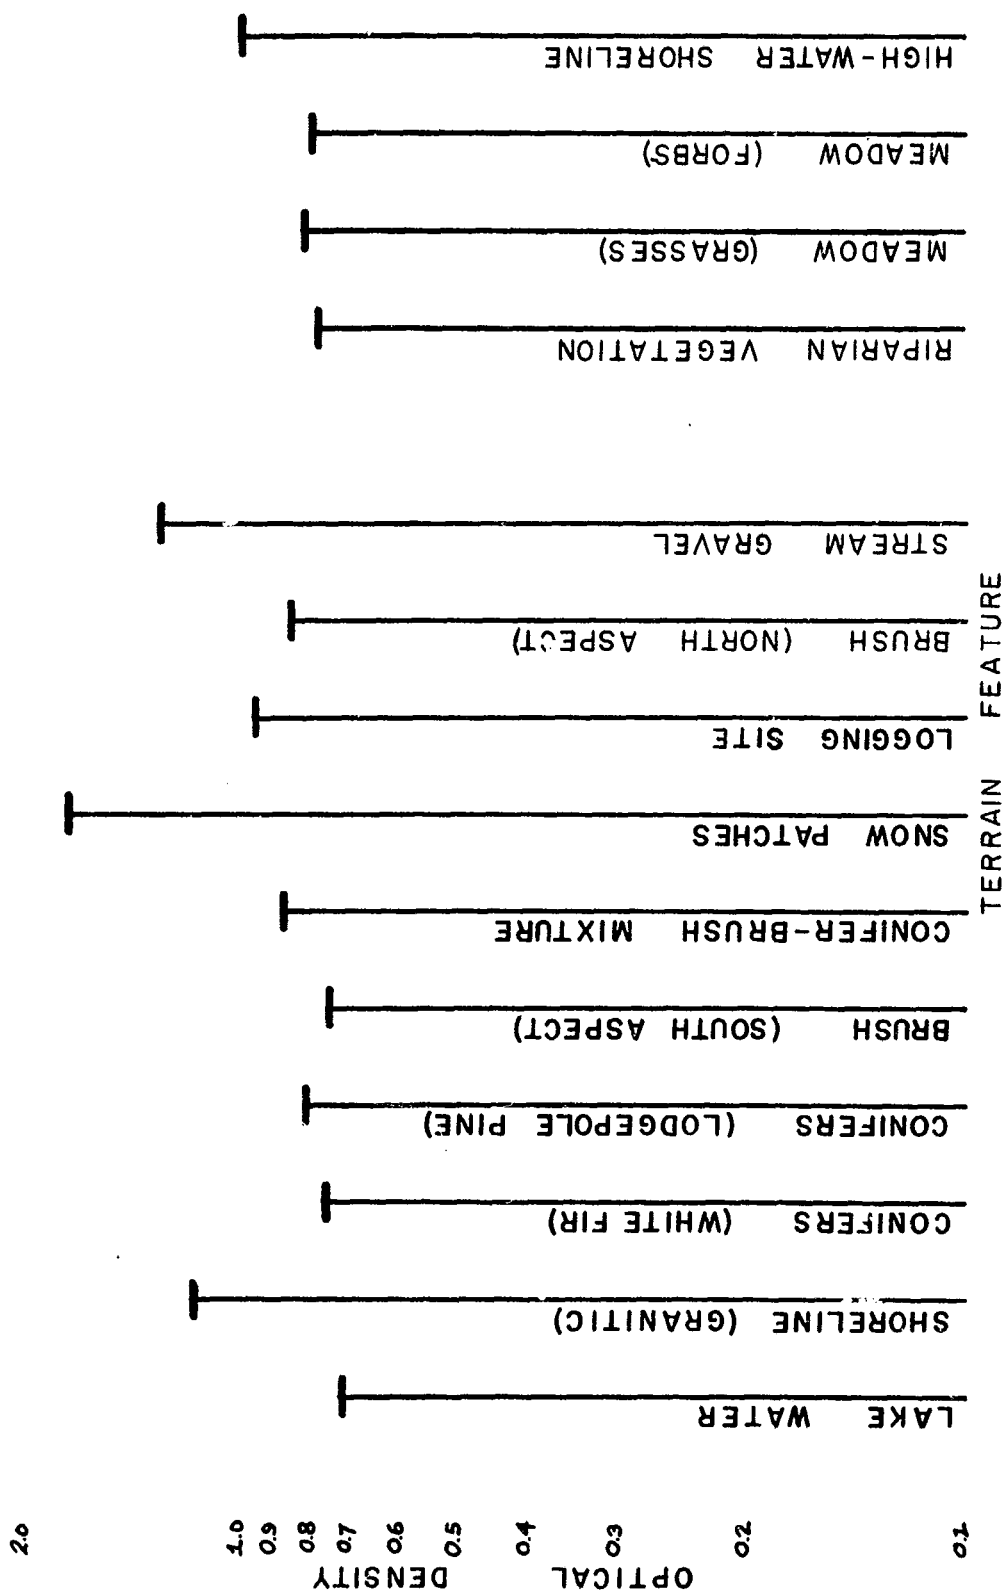 2.0
1.0
0.9
0.8
0.7
0.6
0.5
0.4
0.3
0.2
0.1
OPTICAL
DENSITY
LAKE WATER
SHORELINE (GRANITIC)
CONIFERS (WHITE FIR)
CONIFERS (LODGEPOLE PINE)
BRUSH (SOUTH ASPECT)
CONIFER-BRUSH MIXTURE
SNOW PATCHES
LOGGING SITE
BRUSH (NORTH ASPECT)
STREAM GRAVEL
RIPARIAN VEGETATION
MEADOW (GRASSES)
MEADOW (FORBS)
HIGH-WATER SHORELINE
TERRAIN FEATURE